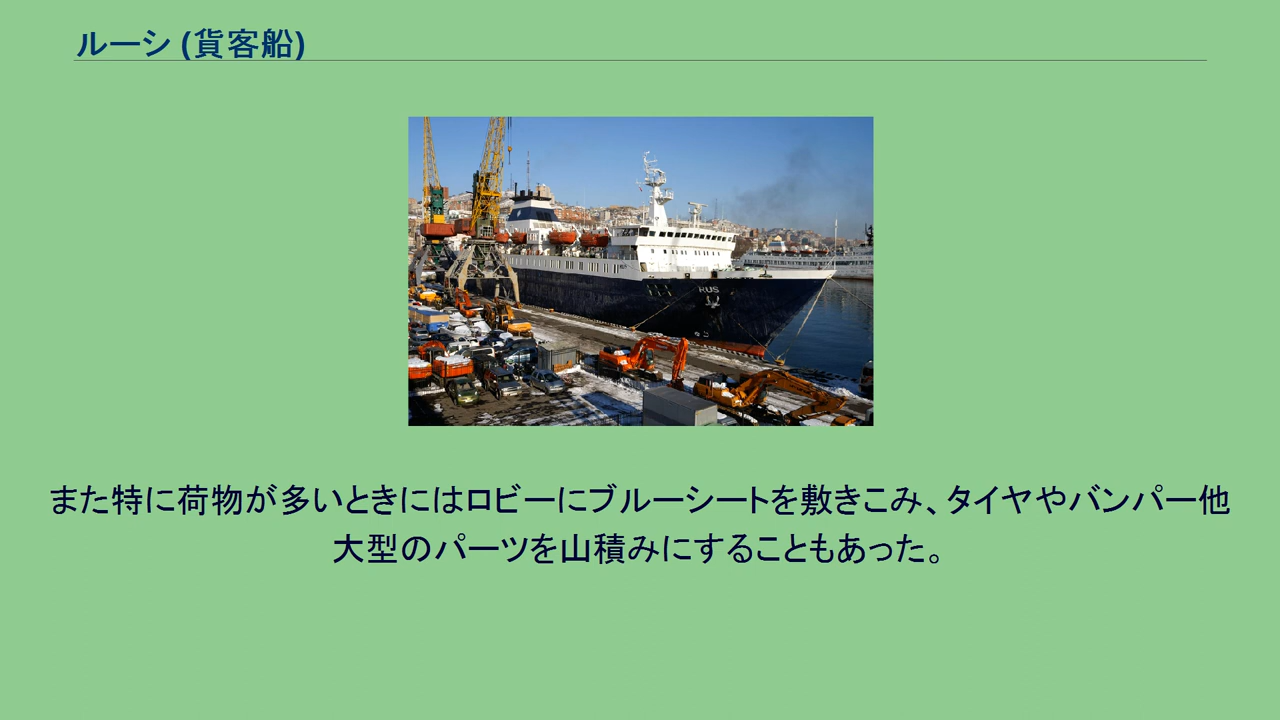 ルーシ (貨客船)
RUS
また特に荷物が多いときにはロビーにブルーシートを敷きこみ、タイヤやバンパー他
大型のパーツを山積みにすることもあった。